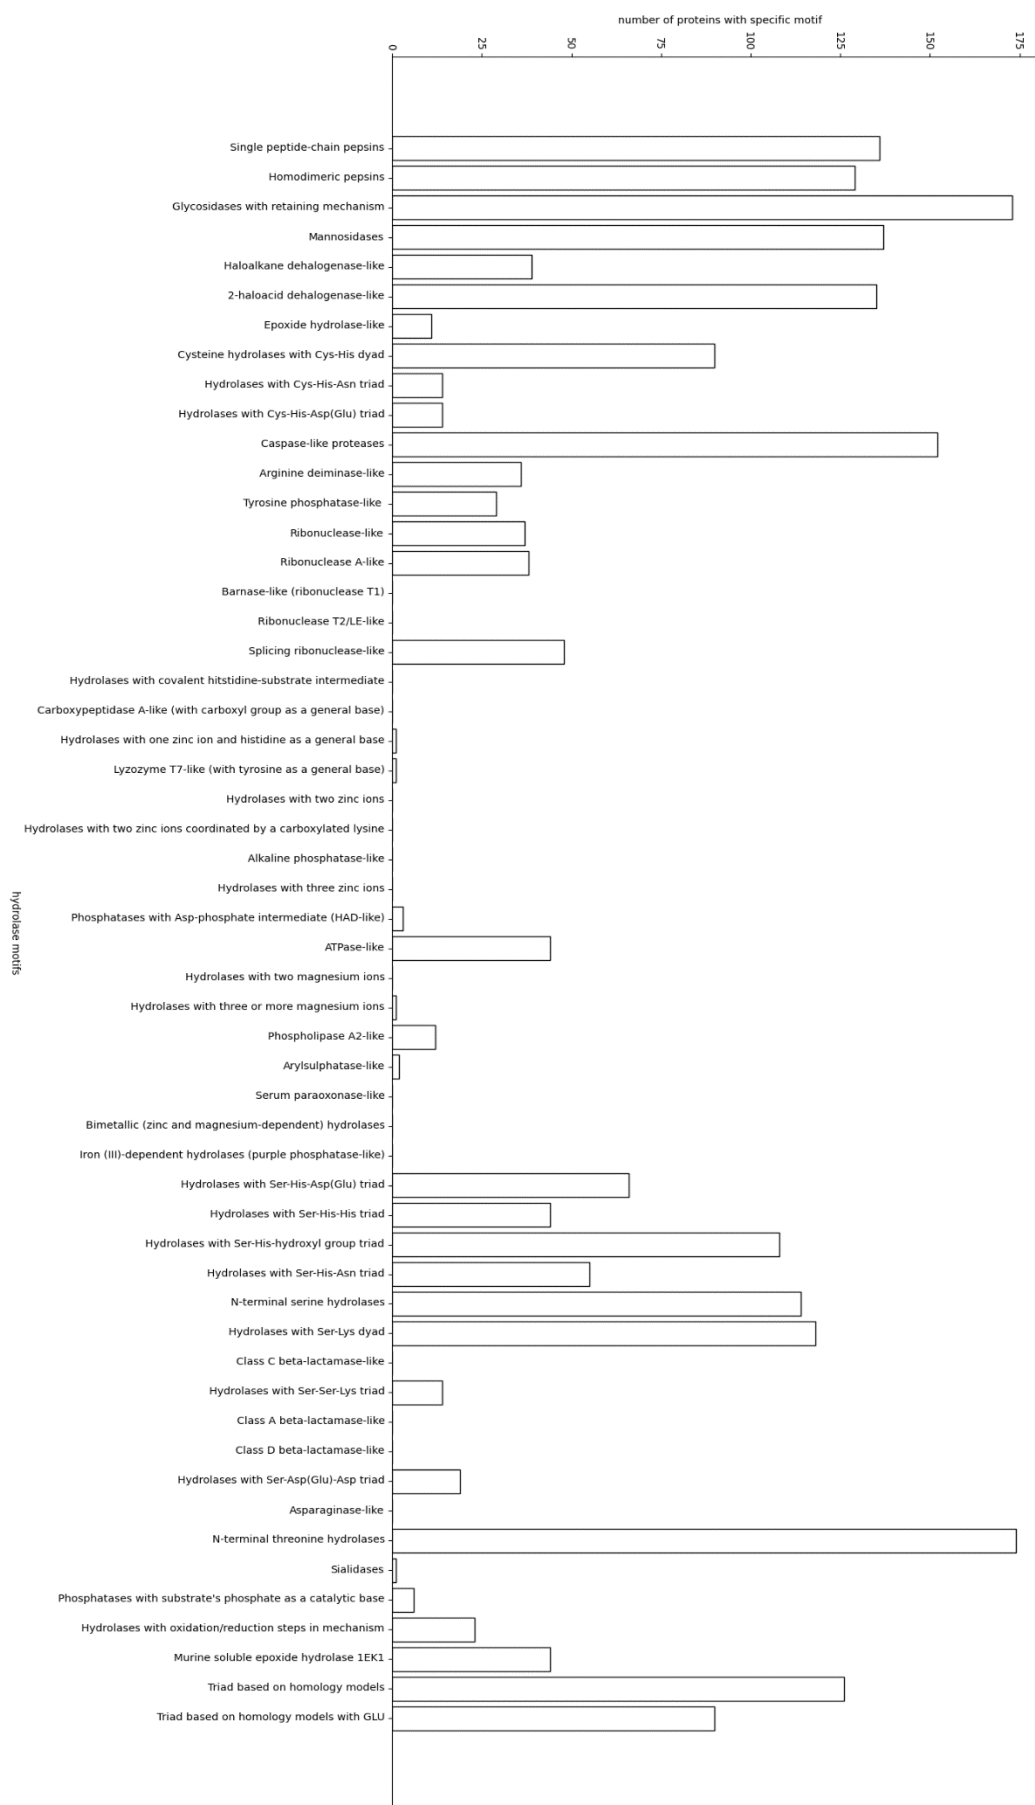 number of proteins with specific motif
0
25
50
75
100
125
150
175
Single peptide-chain pepsins
Homodimeric pepsins
Glycosidases with retaining mechanism
Mannosidases
Haloalkane dehalogenase-like
2-haloacid dehalogenase-like
Epoxide hydrolase-like
Cysteine hydrolases with Cys-His dyad
Hydrolases with Cys-His-Asn triad
Hydrolases with Cys-His-Asp(Glu) triad
Caspase-like proteases
Arginine deiminase-like
Tyrosine phosphatase-like
Ribonuclease-like
Ribonuclease A-like
Barnase-like (ribonuclease T1)
Ribonuclease T2/LE-like
Splicing ribonuclease-like
Hydrolases with covalent hitstidine-substrate intermediate
Carboxypeptidase A-like (with carboxyl group as a general base)
Hydrolases with one zinc ion and histidine as a general base
Lyzozyme T7-like (with tyrosine as a general base)
Hydrolases with two zinc ions
Hydrolases with two zinc ions coordinated by a carboxylated lysine
Alkaline phosphatase-like
Hydrolases with three zinc ions
Phosphatases with Asp-phosphate intermediate (HAD-like)
ATPase-like
Hydrolases with two magnesium ions
Hydrolases with three or more magnesium ions
Phospholipase A2-like
Arylsulphatase-like
Serum paraoxonase-like
Bimetallic (zinc and magnesium-dependent) hydrolases
Iron (III)-dependent hydrolases (purple phosphatase-like)
Hydrolases with Ser-His-Asp(Glu) triad
Hydrolases with Ser-His-His triad
Hydrolases with Ser-His-hydroxyl group triad
Hydrolases with Ser-His-Asn triad
N-terminal serine hydrolases
Hydrolases with Ser-Lys dyad
Class C beta-lactamase-like
Hydrolases with Ser-Ser-Lys triad
Class A beta-lactamase-like
Class D beta-lactamase-like
Hydrolases with Ser-Asp(Glu)-Asp triad
Asparaginase-like
N-terminal threonine hydrolases
Sialidases
Phosphatases with substrate's phosphate as a catalytic base
Hydrolases with oxidation/reduction steps in mechanism
Murine soluble epoxide hydrolase 1EK1
Triad based on homology models
Triad based on homology models with GLU
hydrolase motifs